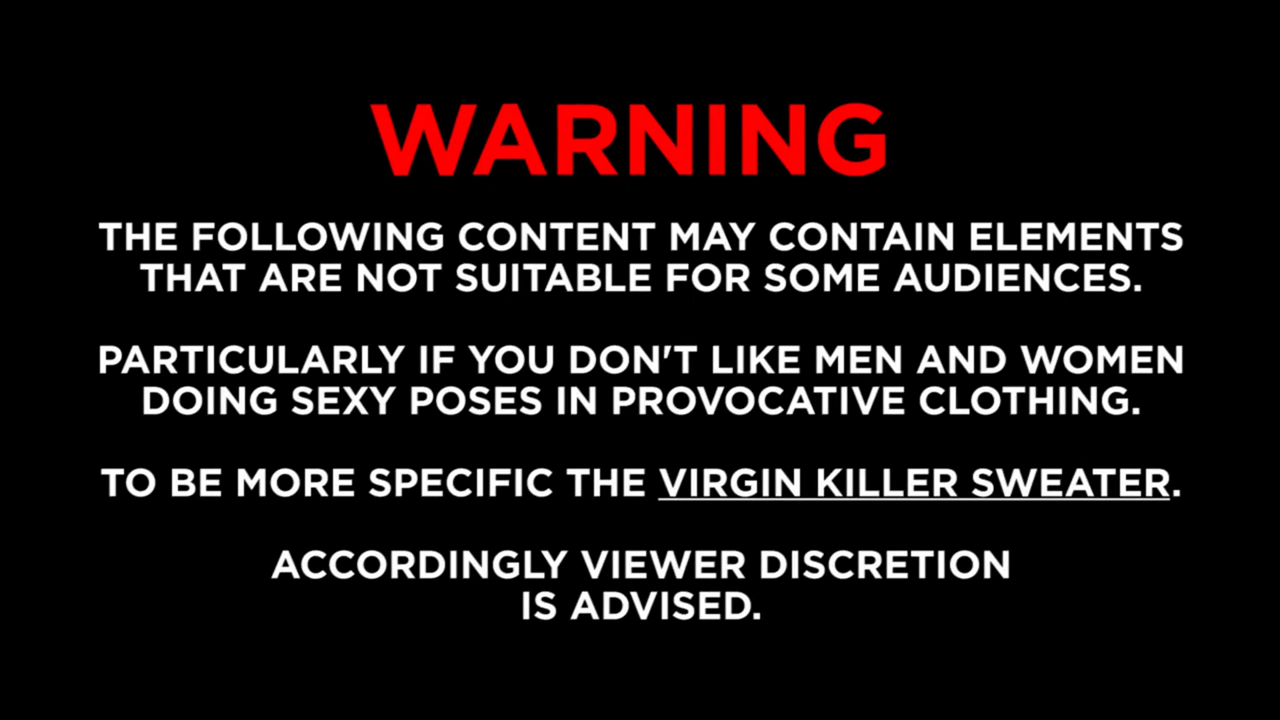 WARNING
THE FOLLOWING CONTENT MAY CONTAIN ELEMENTS
THAT ARE NOT SUITABLE FOR SOME AUDIENCES.
PARTICULARLY IF YOU DON'T LIKE MEN AND WOMEN
DOING SEXY POSES IN PROVOCATIVE CLOTHING.
TO BE MORE SPECIFIC THE VIRGIN KILLER SWEATER.
ACCORDINGLY VIEWER DISCRETION
IS ADVISED.